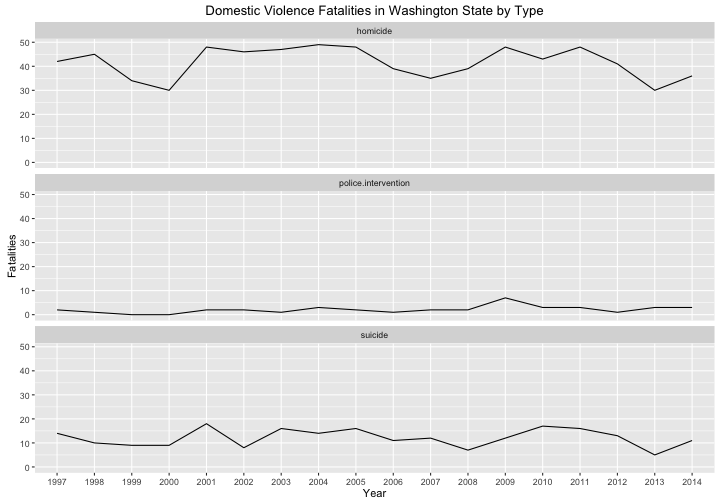 Domestic Violence Fatalities in Washington State by Type
homicide
50
40
30
20
10
0
police.intervention
50
40
30
20
10
0
Fatalities
suicide
50
40
30
20
10
0
1997 1998 1999 2000 2001 2002 2003 2004 2005 2006 2007 2008 2009 2010 2011 2012 2013 2014
Year